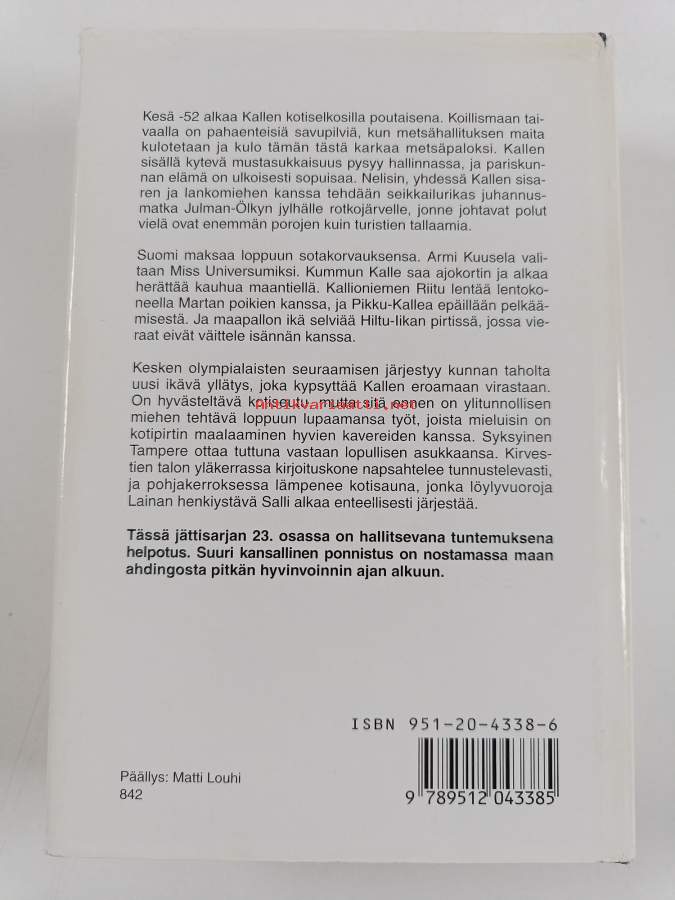 Kesä -52 alkaa Kallen kotiselkosilla poutaisena. Koillismaan tai-
vaalla on pahaenteisiä savupilviä, kun metsähallituksen maita
kulotetaan ja kulo tämän tästä karkaa metsäpaloksi. Kallen
sisällä kytevä mustasukkaisuus pysyy hallinnassa, ja pariskun-
nan elämä on ulkoisesti sopuisaa. Nelisin, yhdessä Kallen sisa-
ren ja lankomiehen kanssa tehdään seikkailurikas juhannus-
matka Julman-Ölkyn jylhälle rotkojärvelle, jonne johtavat polut
vielä ovat enemmän porojen kuin turistien tallaamia.
Suomi maksaa loppuun sotakorvauksensa. Armi Kuusela vali-
taan Miss Universumiksi. Kummun Kalle saa ajokortin ja alkaa
herättää kauhua maantiellä. Kallioniemen Riitu lentää lentoko-
neella Martan poikien kanssa, ja Pikku-Kallea epäillään pelkää-
misestä. Ja maapallon ikä selviää Hiltu-Iikan pirtissä, jossa vie-
raat eivät väittele isännän kanssa.
Kesken olympialaisten seuraamisen järjestyy kunnan taholta
uusi ikävä yllätys, joka kypsyttää Kallen eroamaan virastaan.
On hyvästeltävä kotiseutu, mutta sitä ennen on ylitunnollisen
miehen tehtävä loppuun lupaamansa työt, joista mieluisin on
kotipirtin maalaaminen hyvien kavereiden kanssa. Syksyinen
Tampere ottaa tuttuna vastaan lopullisen asukkaansa. Kirves-
tien talon yläkerrassa kirjoituskone napsahtelee tunnustelevasti,
ja pohjakerroksessa lämpenee kotisauna, jonka löylyvuoroja
Lainan henkiystävä Salli alkaa enteellisesti järjestää.
Tässä jättisarjan 23. osassa on hallitsevana tuntemuksena
helpotus. Suuri kansallinen ponnistus on nostamassa maan
ahdingosta pitkän hyvinvoinnin ajan alkuun.
Antikvariaatti.net
ISBN 951-20-4338-6
9 789512 043385
Päällys: Matti Louhi
842